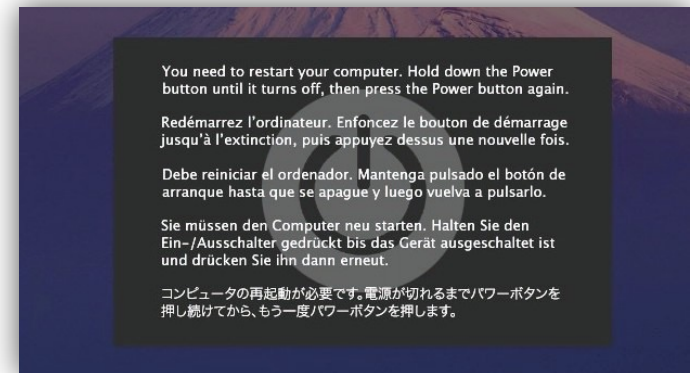 You need to restart your computer. Hold down the Power
button until it turns off, then press the Power button again.
Redémarrez l'ordinateur. Enfoncez le bouton de démarrage
jusqu'à l'extinction, puis appuyez dessus une nouvelle fois.
Debe reiniciar el ordenador. Mantenga pulsado el botón de
arranque hasta que se apague y luego vuelva a pulsarlo.
Sie müssen den Computer neu starten. Halten Sie den
Ein-/Ausschalter gedrückt bis das Gerät ausgeschaltet ist
und drücken Sie ihn dann erneut.
コンピュータの再起動が必要です。電源が切れるまでパワーボタンを
押し続けてから、もう一度パワーボタンを押します。